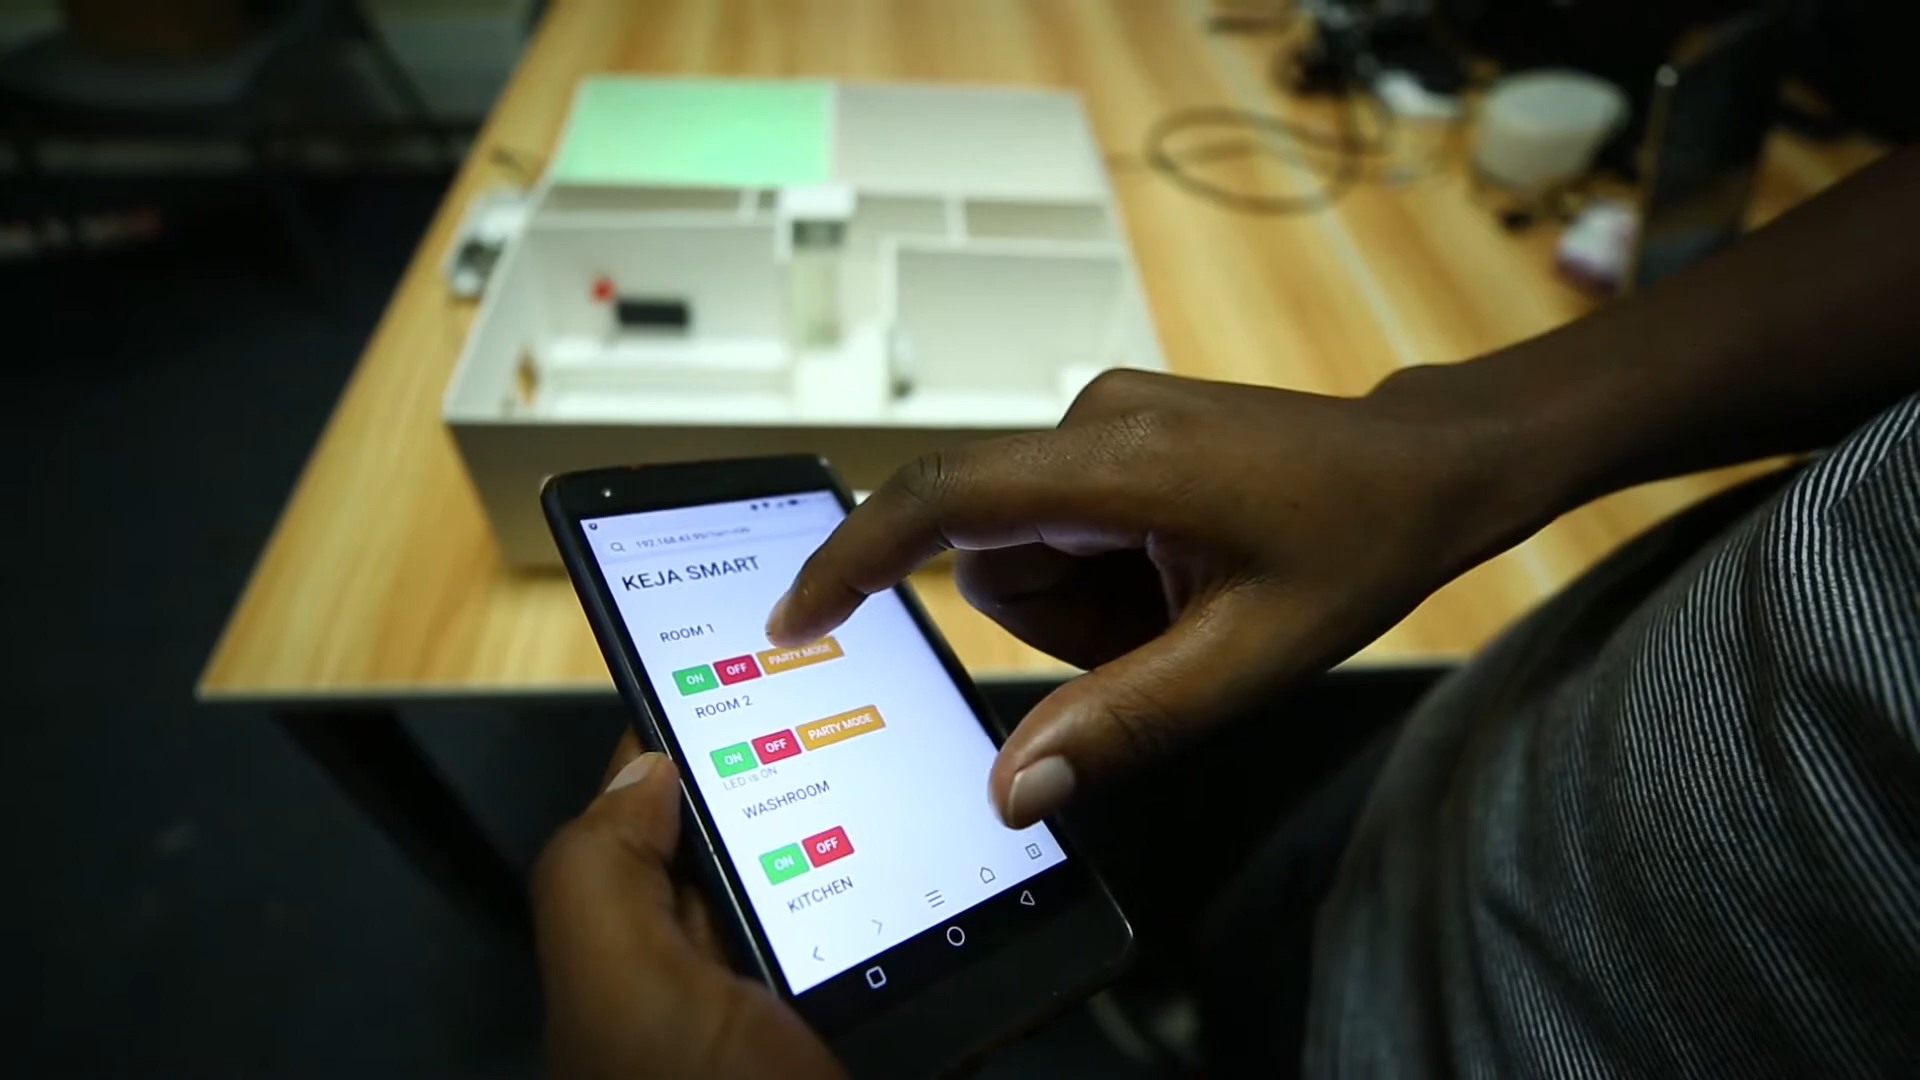 KEJA SMART
ROOM 1
ON OFF PARTY MODE
ROOM 2
ON OFF PARTY MODE
LED is ON
WASHROOM
ON OFF
KITCHEN